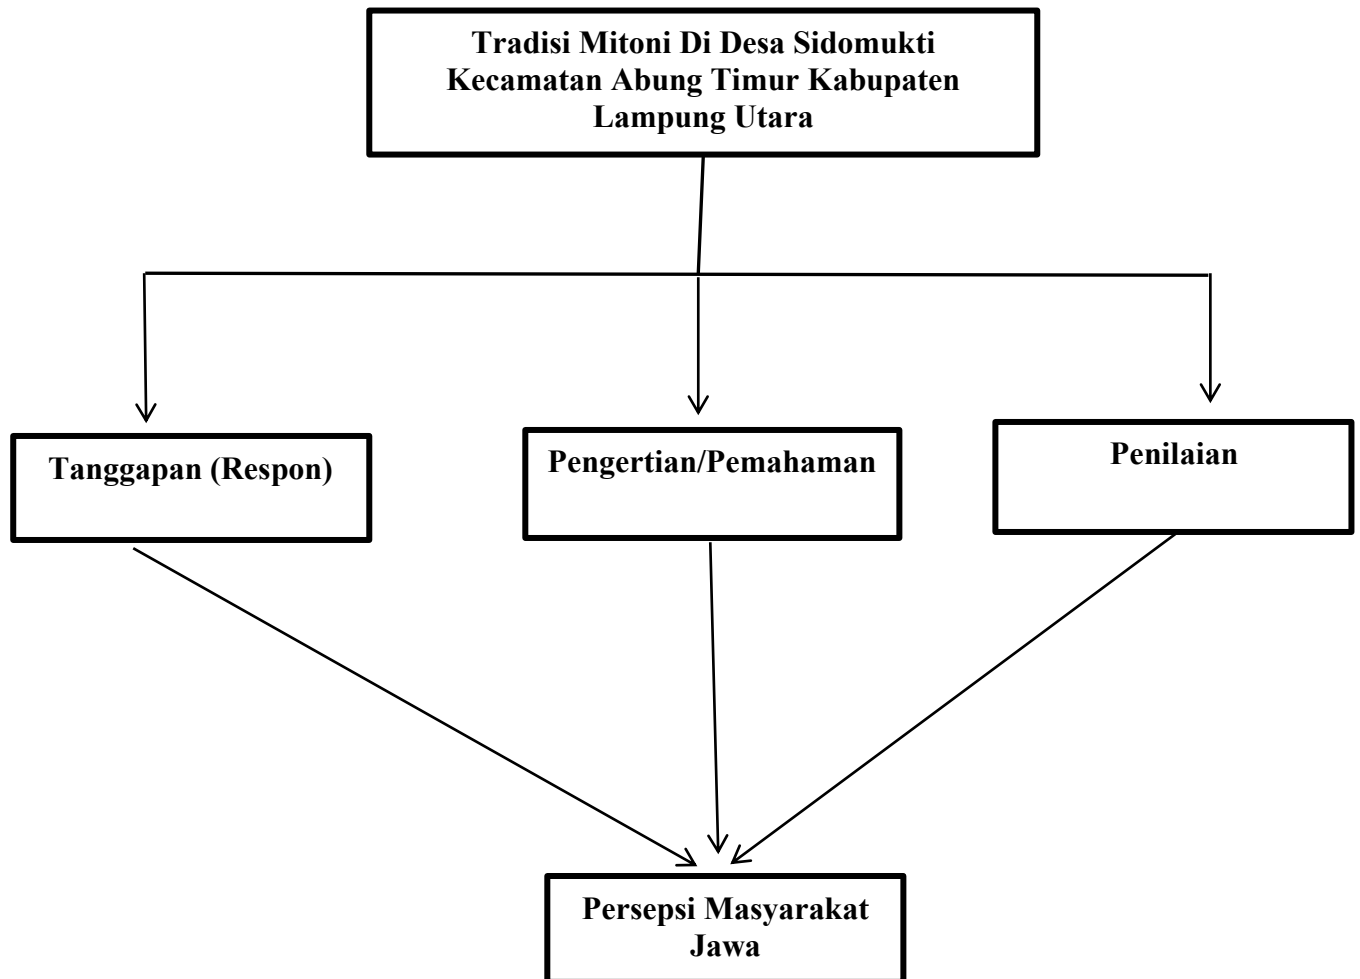 Tradisi Mitoni Di Desa Sidomukti
Kecamatan Abung Timur Kabupaten
Lampung Utara
Tanggapan (Respon)
Pengertian/Pemahaman
Penilaian
Persepsi Masyarakat
Jawa